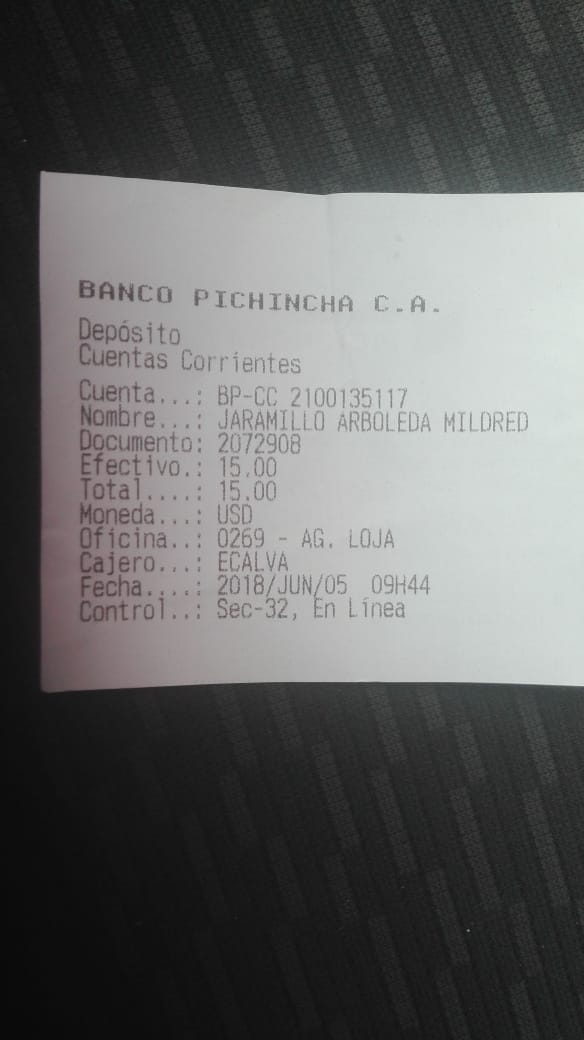 BANCO PICHINCHA C.A.
Depósito
Cuentas Corrientes
Cuenta...: BP-CC 2100135117
Nombre...: JARAMILLO ARBOLEDA MILDRED
Documento: 2072908
Efectivo.: 15.00
Total....: 15.00
Moneda...: USD
Oficina..: 0269 - AG. LOJA
Cajero...: ECALVA
Fecha....: 2018/JUN/05 09H44
Control..: Sec-32, En Línea